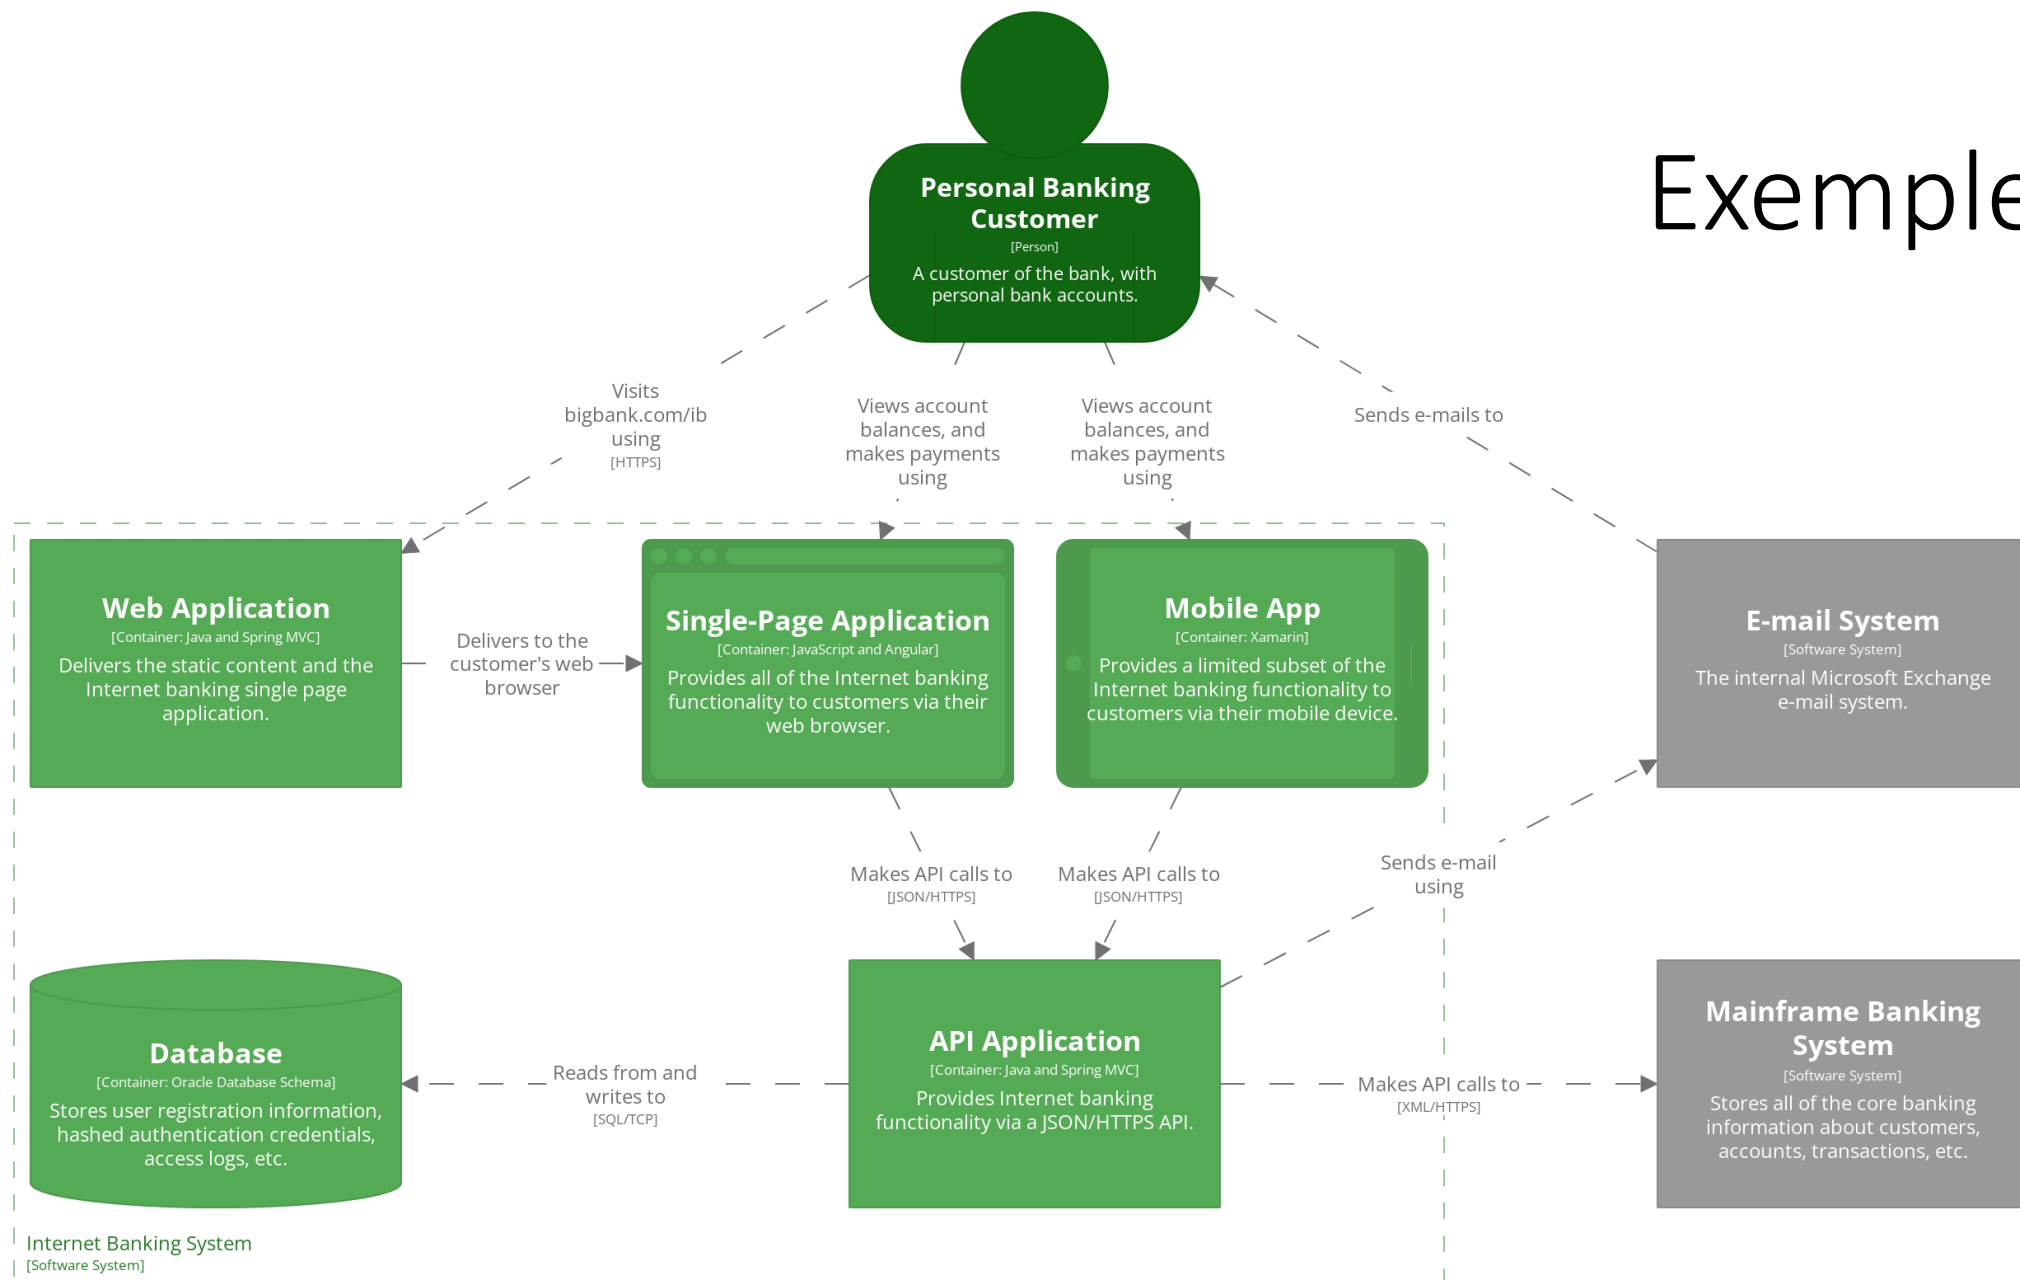 Exemple
Personal Banking
Customer
[Person]
A customer of the bank, with
personal bank accounts.
Visits
bigbank.com/ib
using
[HTTPS]
Views account
balances, and
makes payments
using
Views account
balances, and
makes payments
using
Sends e-mails to
Web Application
[Container: Java and Spring MVC]
Delivers the static content and the
Internet banking single page
application.
Delivers to the
customer's web
browser
Single-Page Application
[Container: JavaScript and Angular]
Provides all of the Internet banking
functionality to customers via their
web browser.
Mobile App
[Container: Xamarin]
Provides a limited subset of the
Internet banking functionality to
customers via their mobile device.
E-mail System
[Software System]
The internal Microsoft Exchange
e-mail system.
Makes API calls to
[JSON/HTTPS]
Makes API calls to
[JSON/HTTPS]
Sends e-mail
using
Database
[Container: Oracle Database Schema]
Stores user registration information,
hashed authentication credentials,
access logs, etc.
Reads from and
writes to
[SQL/TCP]
API Application
[Container: Java and Spring MVC]
Provides Internet banking
functionality via a JSON/HTTPS API.
Makes API calls to
[XML/HTTPS]
Mainframe Banking
System
[Software System]
Stores all of the core banking
information about customers,
accounts, transactions, etc.
Internet Banking System
[Software System]